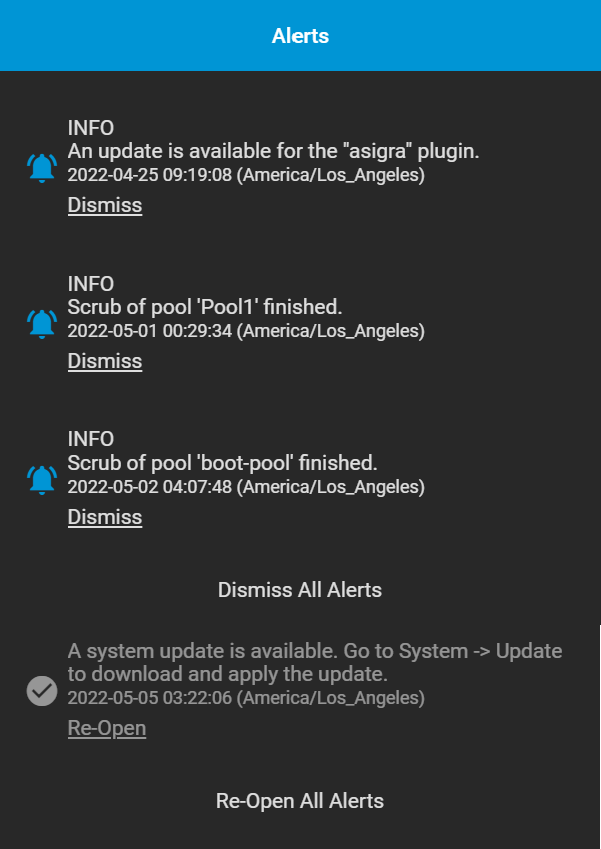 Alerts
INFO
An update is available for the "asigra" plugin.
2022-04-25 09:19:08 (America/Los_Angeles)
Dismiss
INFO
Scrub of pool 'Pool1' finished.
2022-05-01 00:29:34 (America/Los_Angeles)
Dismiss
INFO
Scrub of pool 'boot-pool' finished.
2022-05-02 04:07:48 (America/Los_Angeles)
Dismiss
Dismiss All Alerts
A system update is available. Go to System -> Update
to download and apply the update.
2022-05-05 03:22:06 (America/Los_Angeles)
Re-Open
Re-Open All Alerts